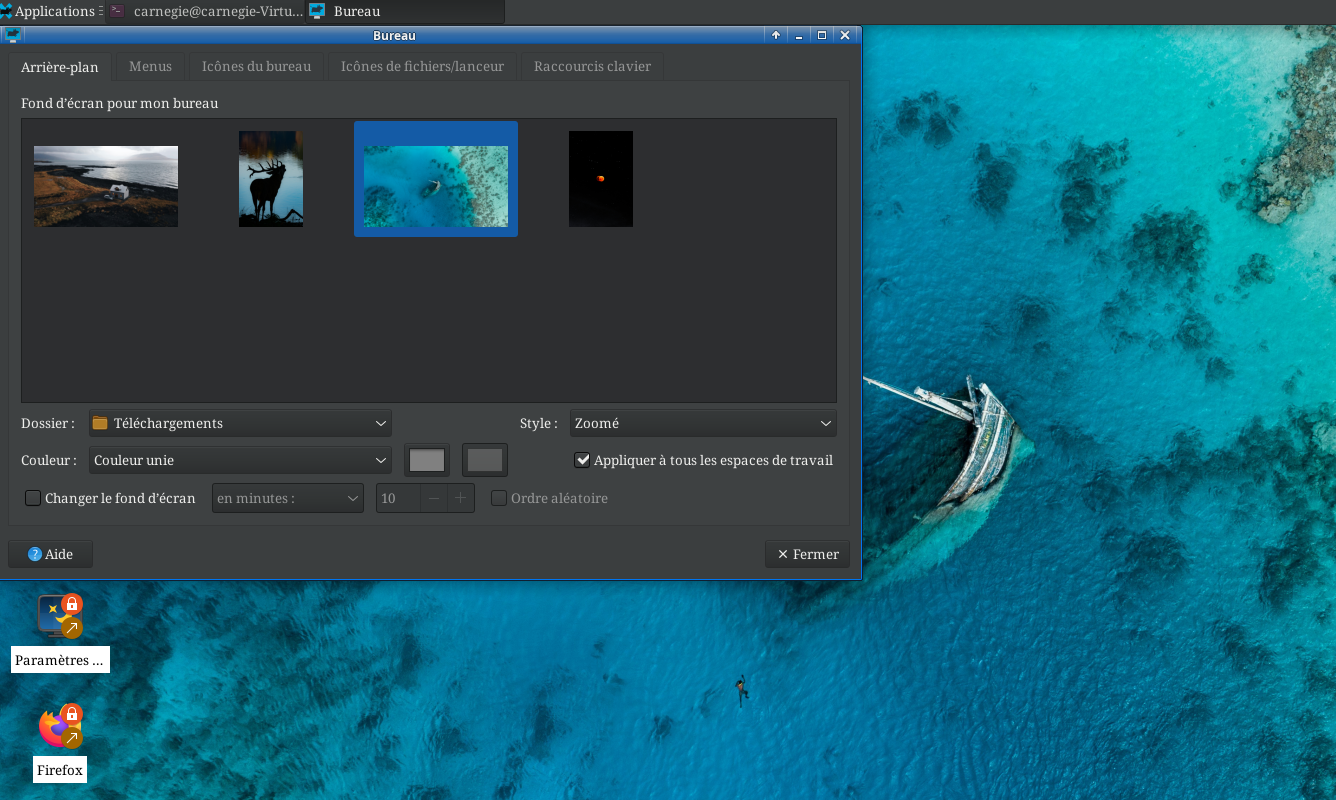 Applications
carnegie@carnegie-Virtu...
Bureau
Bureau
Arrière-plan
Menus
Icônes du bureau
Icônes de fichiers/lanceur
Raccourcis clavier
Fond d’écran pour mon bureau
Dossier :
Téléchargements
Style :
Zoomé
Couleur :
Couleur unie
Appliquer à tous les espaces de travail
Changer le fond d’écran
en minutes :
10
Ordre aléatoire
Aide
Fermer
Paramètres ...
Firefox